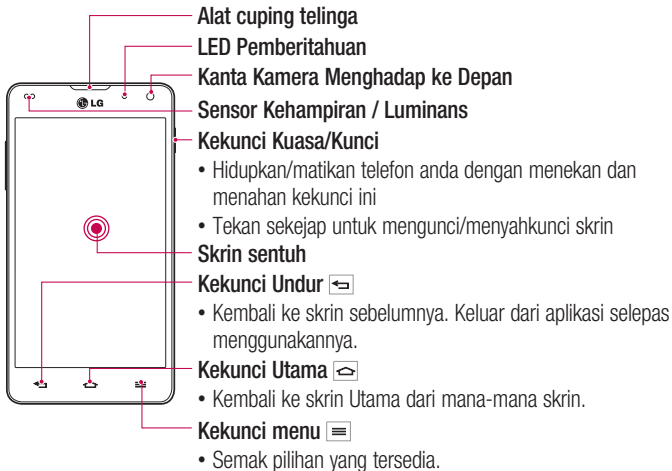 Alat cuping telinga
LED Pemberitahuan
Kanta Kamera Menghadap ke Depan
LG
Sensor Kehampiran / Luminans
Kekunci Kuasa/Kunci
• Hidupkan/matikan telefon anda dengan menekan dan
menahan kekunci ini
• Tekan sekejap untuk mengunci/menyahkunci skrin
Skrin sentuh
Kekunci Undur
• Kembali ke skrin sebelumnya. Keluar dari aplikasi selepas
menggunakannya.
Kekunci Utama
• Kembali ke skrin Utama dari mana-mana skrin.
Kekunci menu
• Semak pilihan yang tersedia.